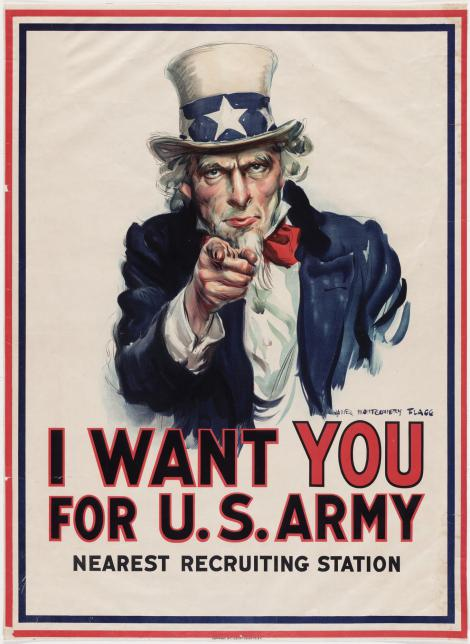 JAMES MONTGOMERY FLAGG
I WANT YOU
FOR U.S. ARMY
NEAREST RECRUITING STATION